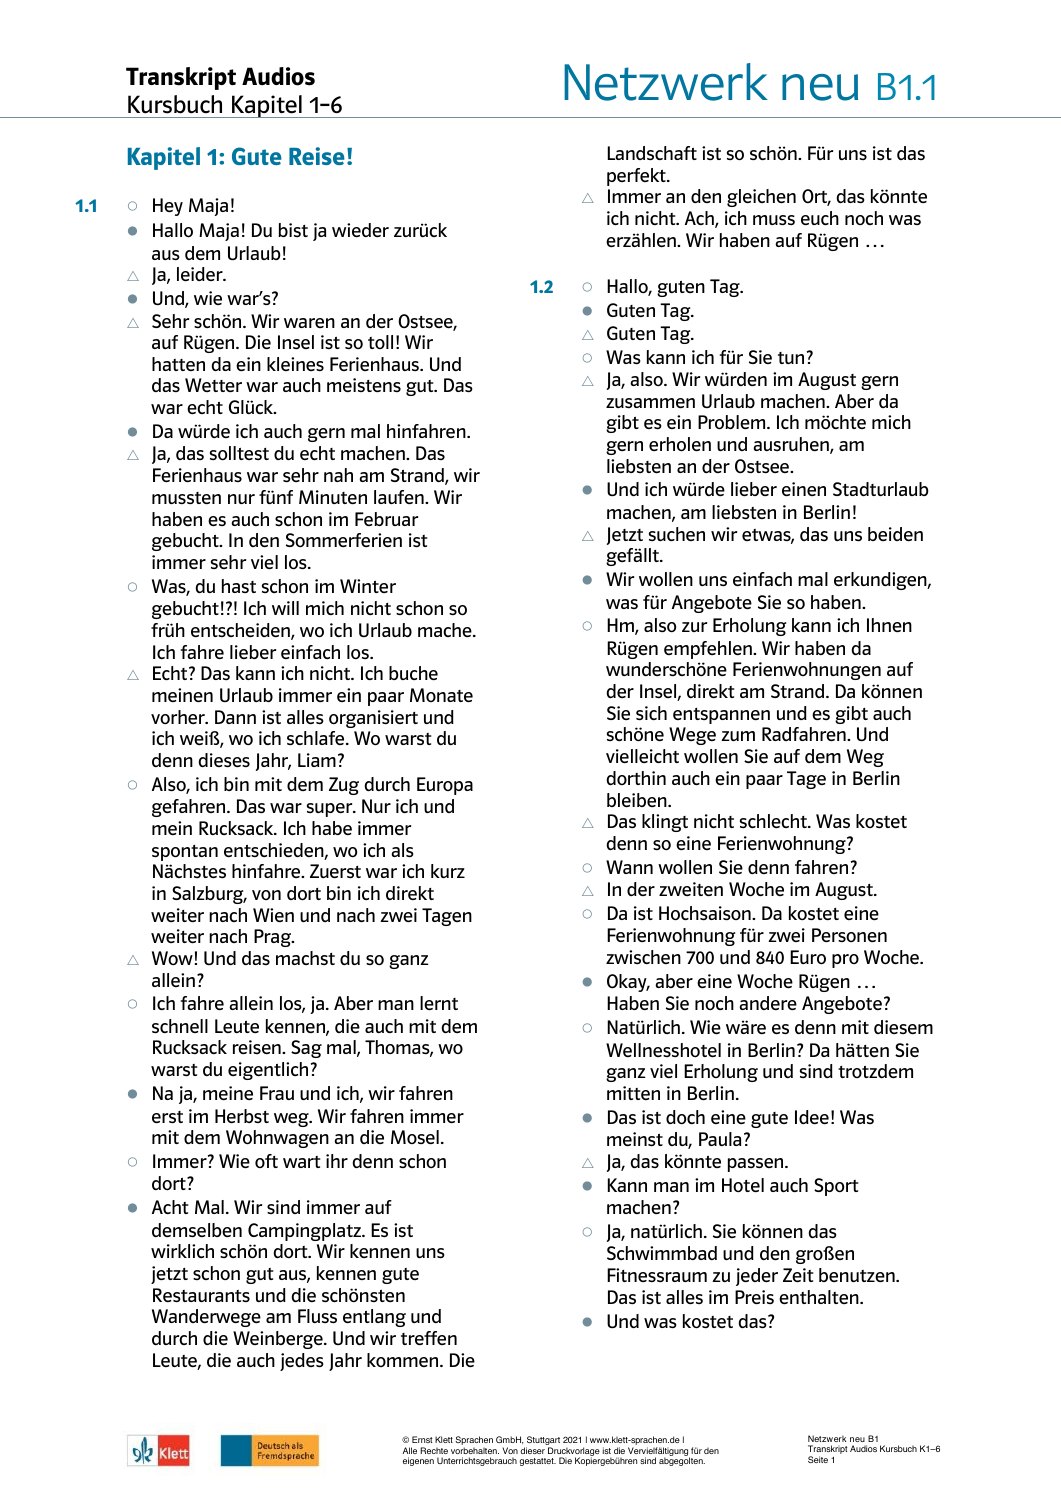 Transkript Audios
Kursbuch Kapitel 1–6
Netzwerk neu B1.1
Kapitel 1: Gute Reise!
1.1 ○ Hey Maja!
● Hallo Maja! Du bist ja wieder zurück
aus dem Urlaub!
△ Ja, leider.
● Und, wie war’s?
△ Sehr schön. Wir waren an der Ostsee,
auf Rügen. Die Insel ist so toll! Wir
hatten da ein kleines Ferienhaus. Und
das Wetter war auch meistens gut. Das
war echt Glück.
● Da würde ich auch gern mal hinfahren.
△ Ja, das solltest du echt machen. Das
Ferienhaus war sehr nah am Strand, wir
mussten nur fünf Minuten laufen. Wir
haben es auch schon im Februar
gebucht. In den Sommerferien ist
immer sehr viel los.
○ Was, du hast schon im Winter
gebucht!?! Ich will mich nicht schon so
früh entscheiden, wo ich Urlaub mache.
Ich fahre lieber einfach los.
△ Echt? Das kann ich nicht. Ich buche
meinen Urlaub immer ein paar Monate
vorher. Dann ist alles organisiert und
ich weiß, wo ich schlafe. Wo warst du
denn dieses Jahr, Liam?
○ Also, ich bin mit dem Zug durch Europa
gefahren. Das war super. Nur ich und
mein Rucksack. Ich habe immer
spontan entschieden, wo ich als
Nächstes hinfahre. Zuerst war ich kurz
in Salzburg, von dort bin ich direkt
weiter nach Wien und nach zwei Tagen
weiter nach Prag.
△ Wow! Und das machst du so ganz
allein?
○ Ich fahre allein los, ja. Aber man lernt
schnell Leute kennen, die auch mit dem
Rucksack reisen. Sag mal, Thomas, wo
warst du eigentlich?
● Na ja, meine Frau und ich, wir fahren
erst im Herbst weg. Wir fahren immer
mit dem Wohnwagen an die Mosel.
○ Immer? Wie oft wart ihr denn schon
dort?
● Acht Mal. Wir sind immer auf
demselben Campingplatz. Es ist
wirklich schön dort. Wir kennen uns
jetzt schon gut aus, kennen gute
Restaurants und die schönsten
Wanderwege am Fluss entlang und
durch die Weinberge. Und wir treffen
Leute, die auch jedes Jahr kommen. Die
Landschaft ist so schön. Für uns ist das
perfekt.
△ Immer an den gleichen Ort, das könnte
ich nicht. Ach, ich muss euch noch was
erzählen. Wir haben auf Rügen …
1.2 ○ Hallo, guten Tag.
● Guten Tag.
△ Guten Tag.
○ Was kann ich für Sie tun?
△ Ja, also. Wir würden im August gern
zusammen Urlaub machen. Aber da
gibt es ein Problem. Ich möchte mich
gern erholen und ausruhen, am
liebsten an der Ostsee.
● Und ich würde lieber einen Stadturlaub
machen, am liebsten in Berlin!
△ Jetzt suchen wir etwas, das uns beiden
gefällt.
● Wir wollen uns einfach mal erkundigen,
was für Angebote Sie so haben.
○ Hm, also zur Erholung kann ich Ihnen
Rügen empfehlen. Wir haben da
wunderschöne Ferienwohnungen auf
der Insel, direkt am Strand. Da können
Sie sich entspannen und es gibt auch
schöne Wege zum Radfahren. Und
vielleicht wollen Sie auf dem Weg
dorthin auch ein paar Tage in Berlin
bleiben.
△ Das klingt nicht schlecht. Was kostet
denn so eine Ferienwohnung?
○ Wann wollen Sie denn fahren?
△ In der zweiten Woche im August.
○ Da ist Hochsaison. Da kostet eine
Ferienwohnung für zwei Personen
zwischen 700 und 840 Euro pro Woche.
● Okay, aber eine Woche Rügen …
Haben Sie noch andere Angebote?
○ Natürlich. Wie wäre es denn mit diesem
Wellnesshotel in Berlin? Da hätten Sie
ganz viel Erholung und sind trotzdem
mitten in Berlin.
● Das ist doch eine gute Idee! Was
meinst du, Paula?
△ Ja, das könnte passen.
● Kann man im Hotel auch Sport
machen?
○ Ja, natürlich. Sie können das
Schwimmbad und den großen
Fitnessraum zu jeder Zeit benutzen.
Das ist alles im Preis enthalten.
● Und was kostet das?
Klett
Deutsch als
Fremdsprache
© Ernst Klett Sprachen GmbH, Stuttgart 2021 | www.klett-sprachen.de |
Alle Rechte vorbehalten. Von dieser Druckvorlage ist die Vervielfältigung für den
eigenen Unterrichtsgebrauch gestattet. Die Kopiergebühren sind abgegolten.
Netzwerk neu B1
Transkript Audios Kursbuch K1–6
Seite 1